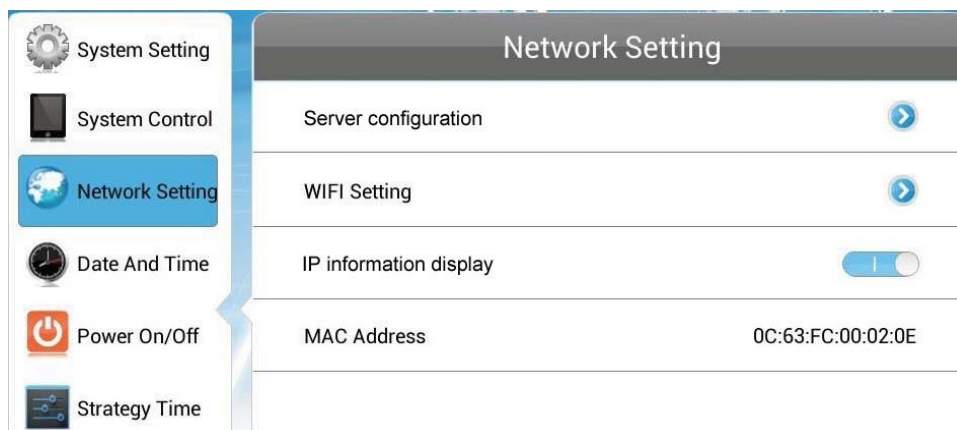 System Setting
System Control
Network Setting
Date And Time
Power On/Off
Strategy Time
Network Setting
Server configuration
WIFI Setting
IP information display
MAC Address 0C:63:FC:00:02:0E